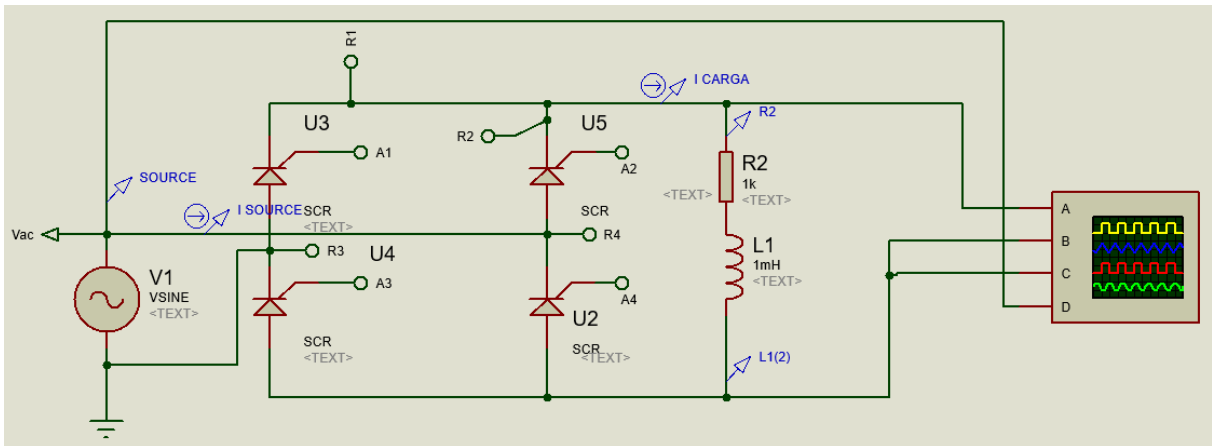 R1
I CARGA
U3
U5
R2
R2
A1
A2
R2
1k
<TEXT>
<TEXT>
SOURCE
I SOURCE
SCR
<TEXT>
SCR
Vac
R3
R4
U4
L1
1mH
<TEXT>
V1
VSINE
<TEXT>
A3
A4
U2
SCR
<TEXT>
SCR
<TEXT>
L1(2)
A
B
C
D